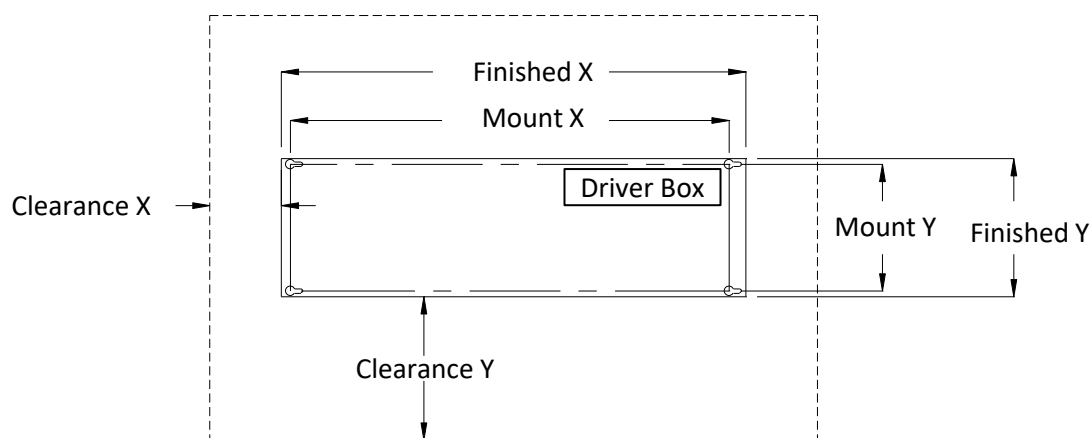 Finished X
Mount X
Driver Box
Clearance X
Mount Y
Finished Y
Clearance Y